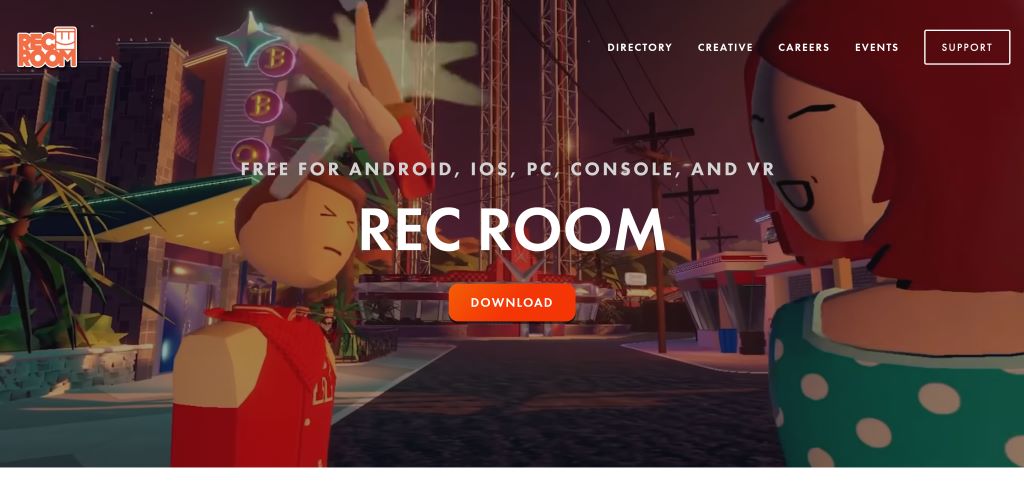 REC
ROOM
DIRECTORY
CREATIVE
CAREERS
EVENTS
SUPPORT
B
B
FREE FOR ANDROID, IOS, PC, CONSOLE, AND VR
REC ROOM
DOWNLOAD